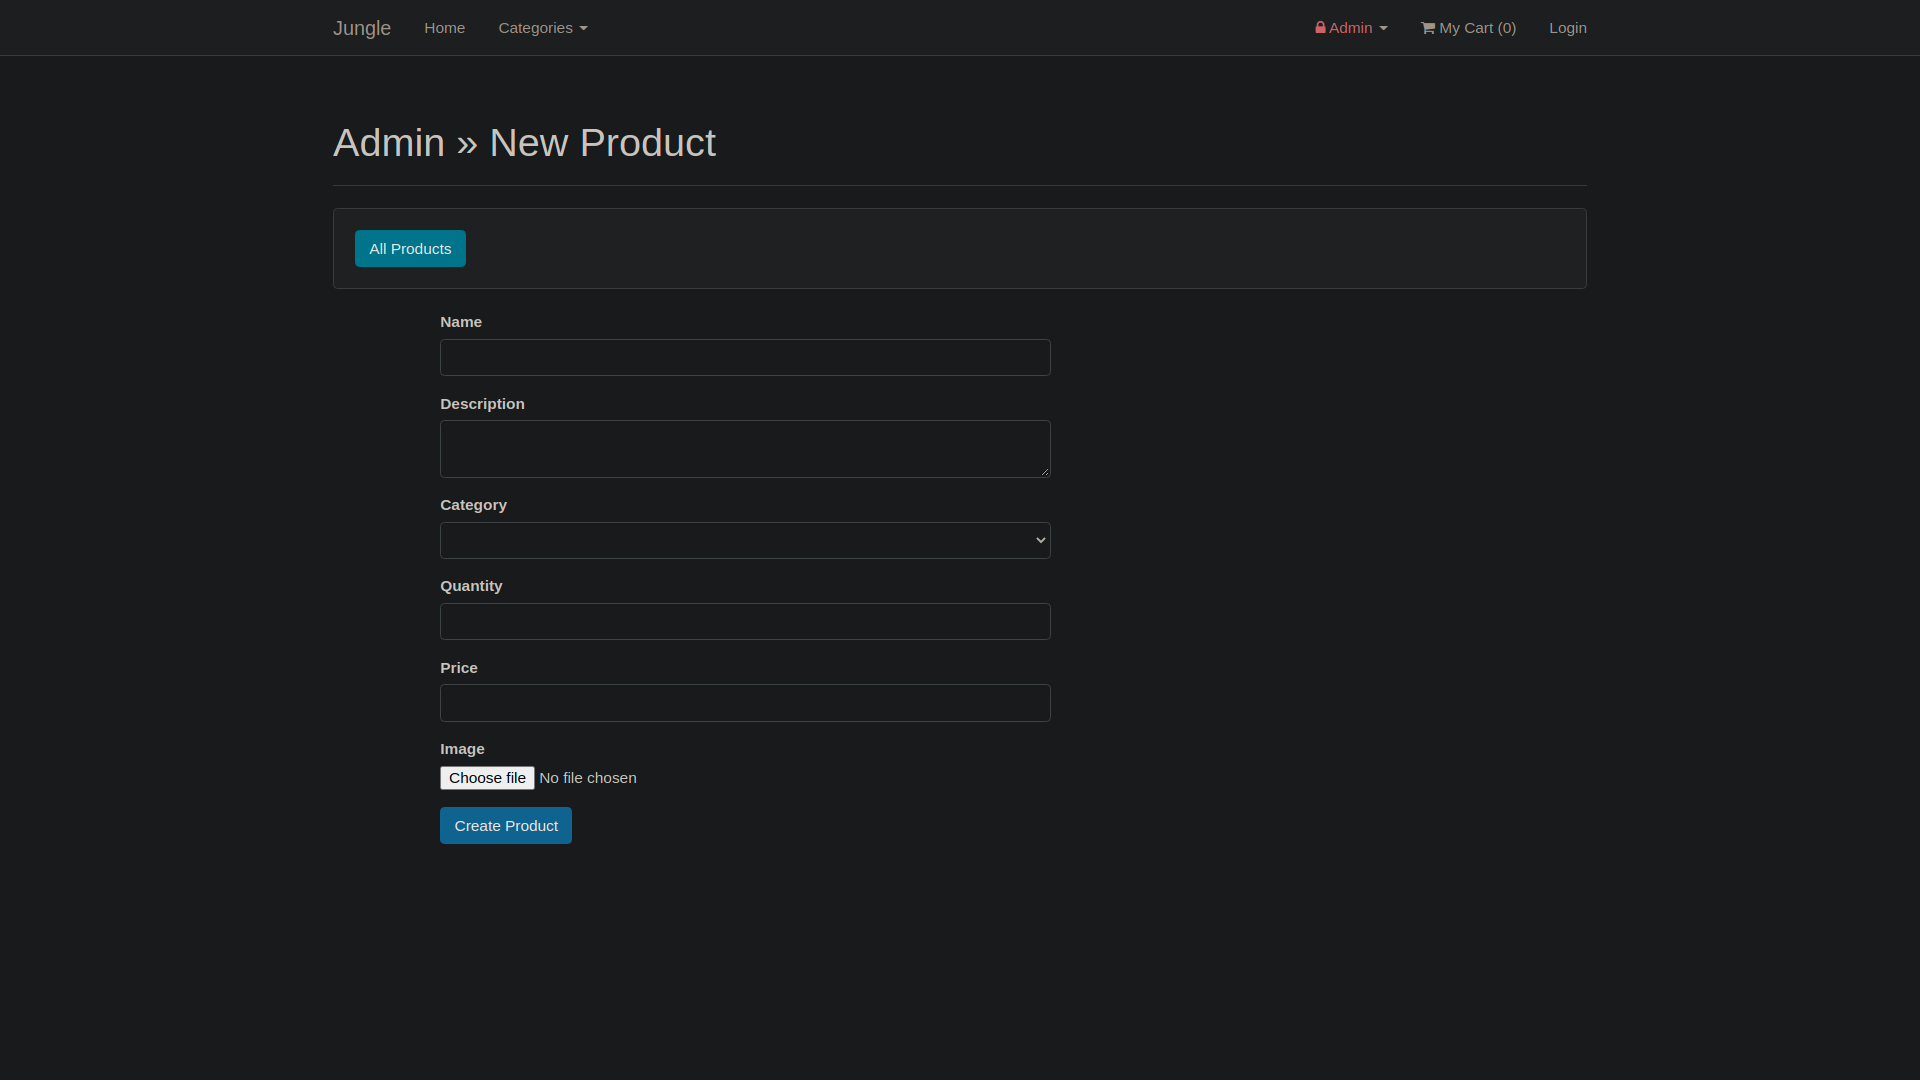 Jungle Home Categories Admin My Cart (0) Login
Admin » New Product
All Products
Name
Description
Category
Quantity
Price
Image
Choose file No file chosen
Create Product